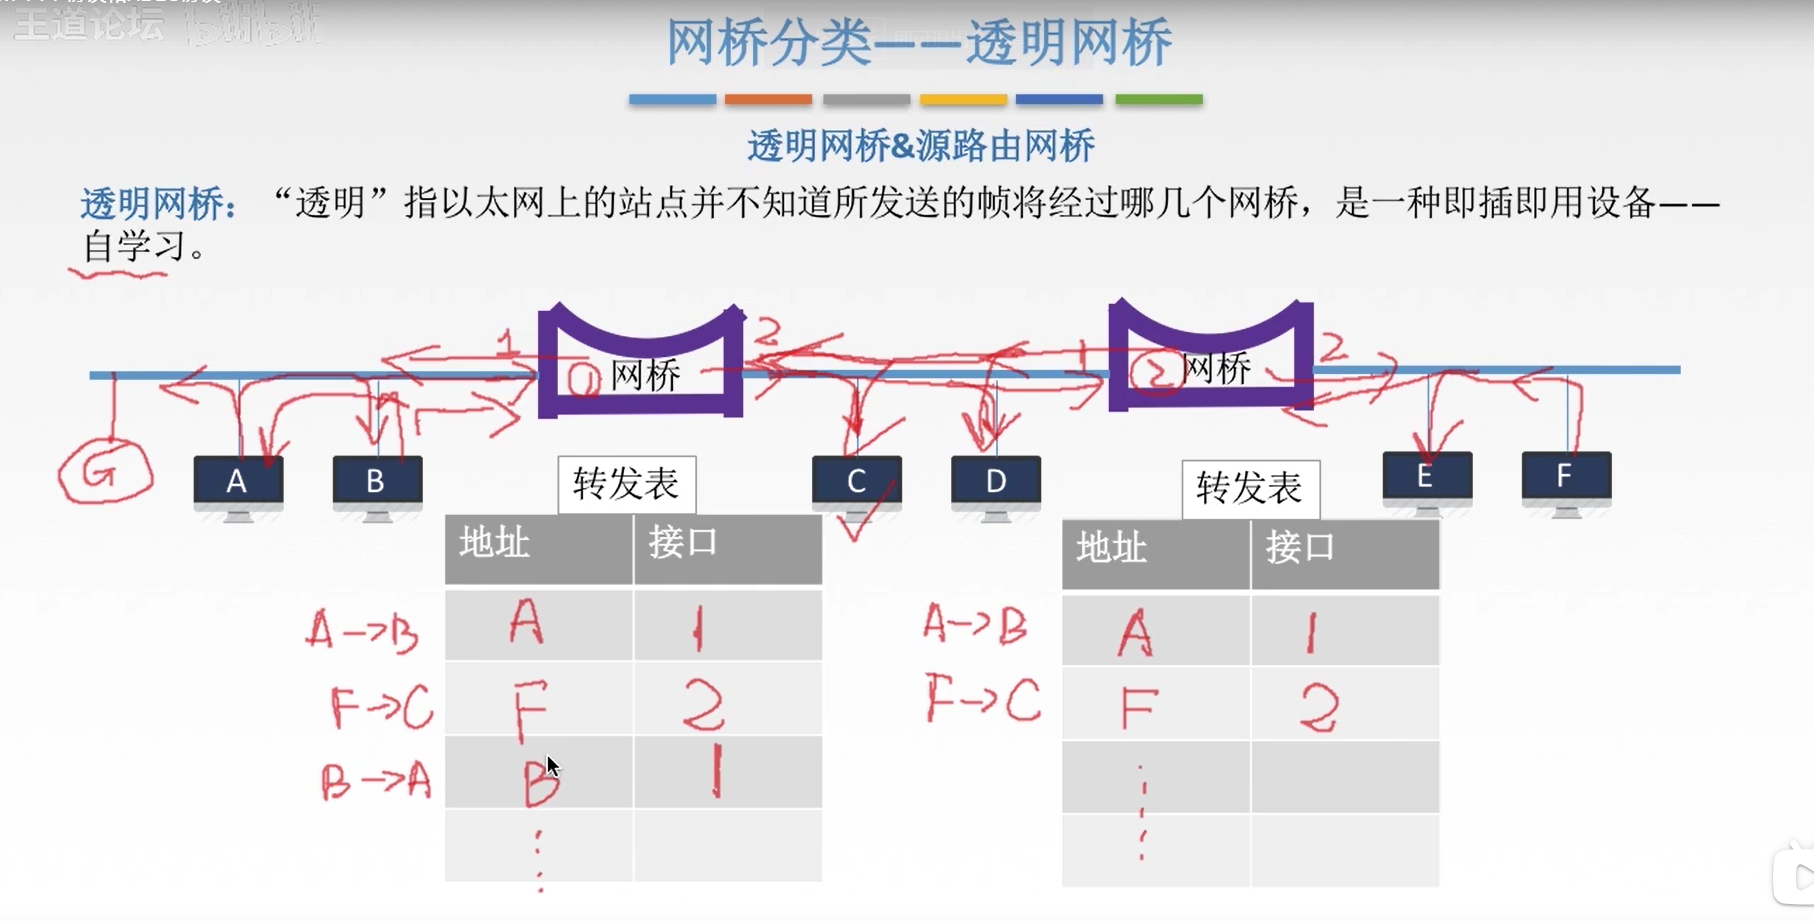 王道论坛 bilibili
网桥分类——透明网桥
透明网桥&源路由网桥
透明网桥：“透明”指以太网上的站点并不知道所发送的帧将经过哪几个网桥，是一种即插即用设备——
自学习。
1 ① 网桥 2 1 ② 网桥 2
G A B C D E F
转发表 转发表
地址 接口 地址 接口
A→B A 1 A→B A 1
F→C F 2 F→C F 2
B→A B 1